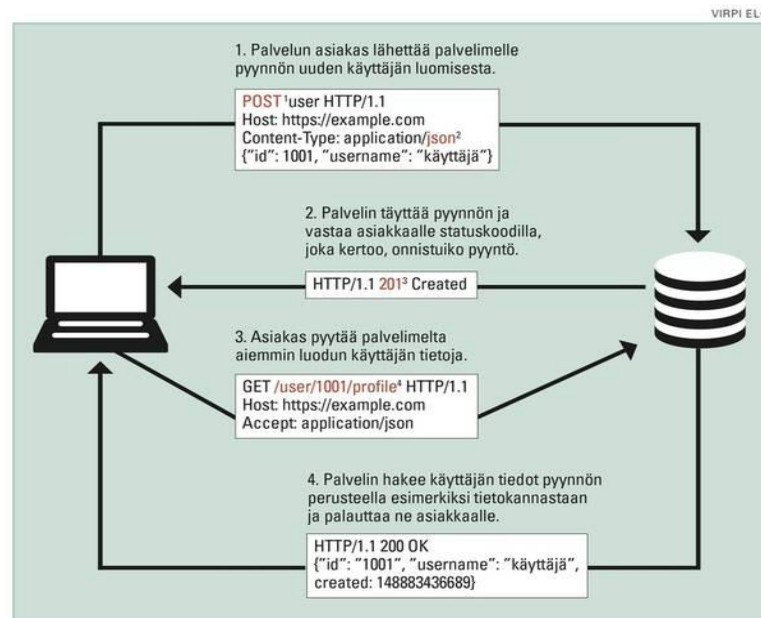 VIRPI EL
1. Palvelun asiakas lähettää palvelimelle
pyynnön uuden käyttäjän luomisesta.
POST ¹user HTTP/1.1
Host: https://example.com
Content-Type: application/json²
{"id": 1001, "username": "käyttäjä"}
2. Palvelin täyttää pyynnön ja
vastaa asiakkaalle statuskoodilla,
joka kertoo, onnistuiko pyyntö.
HTTP/1.1 201³ Created
3. Asiakas pyytää palvelimelta
aiemmin luodun käyttäjän tietoja.
GET /user/1001/profile⁴ HTTP/1.1
Host: https://example.com
Accept: application/json
4. Palvelin hakee käyttäjän tiedot pyynnön
perusteella esimerkiksi tietokannastaan
ja palauttaa ne asiakkaalle.
HTTP/1.1 200 OK
{"id": "1001", "username": "käyttäjä",
created: 148883436689}